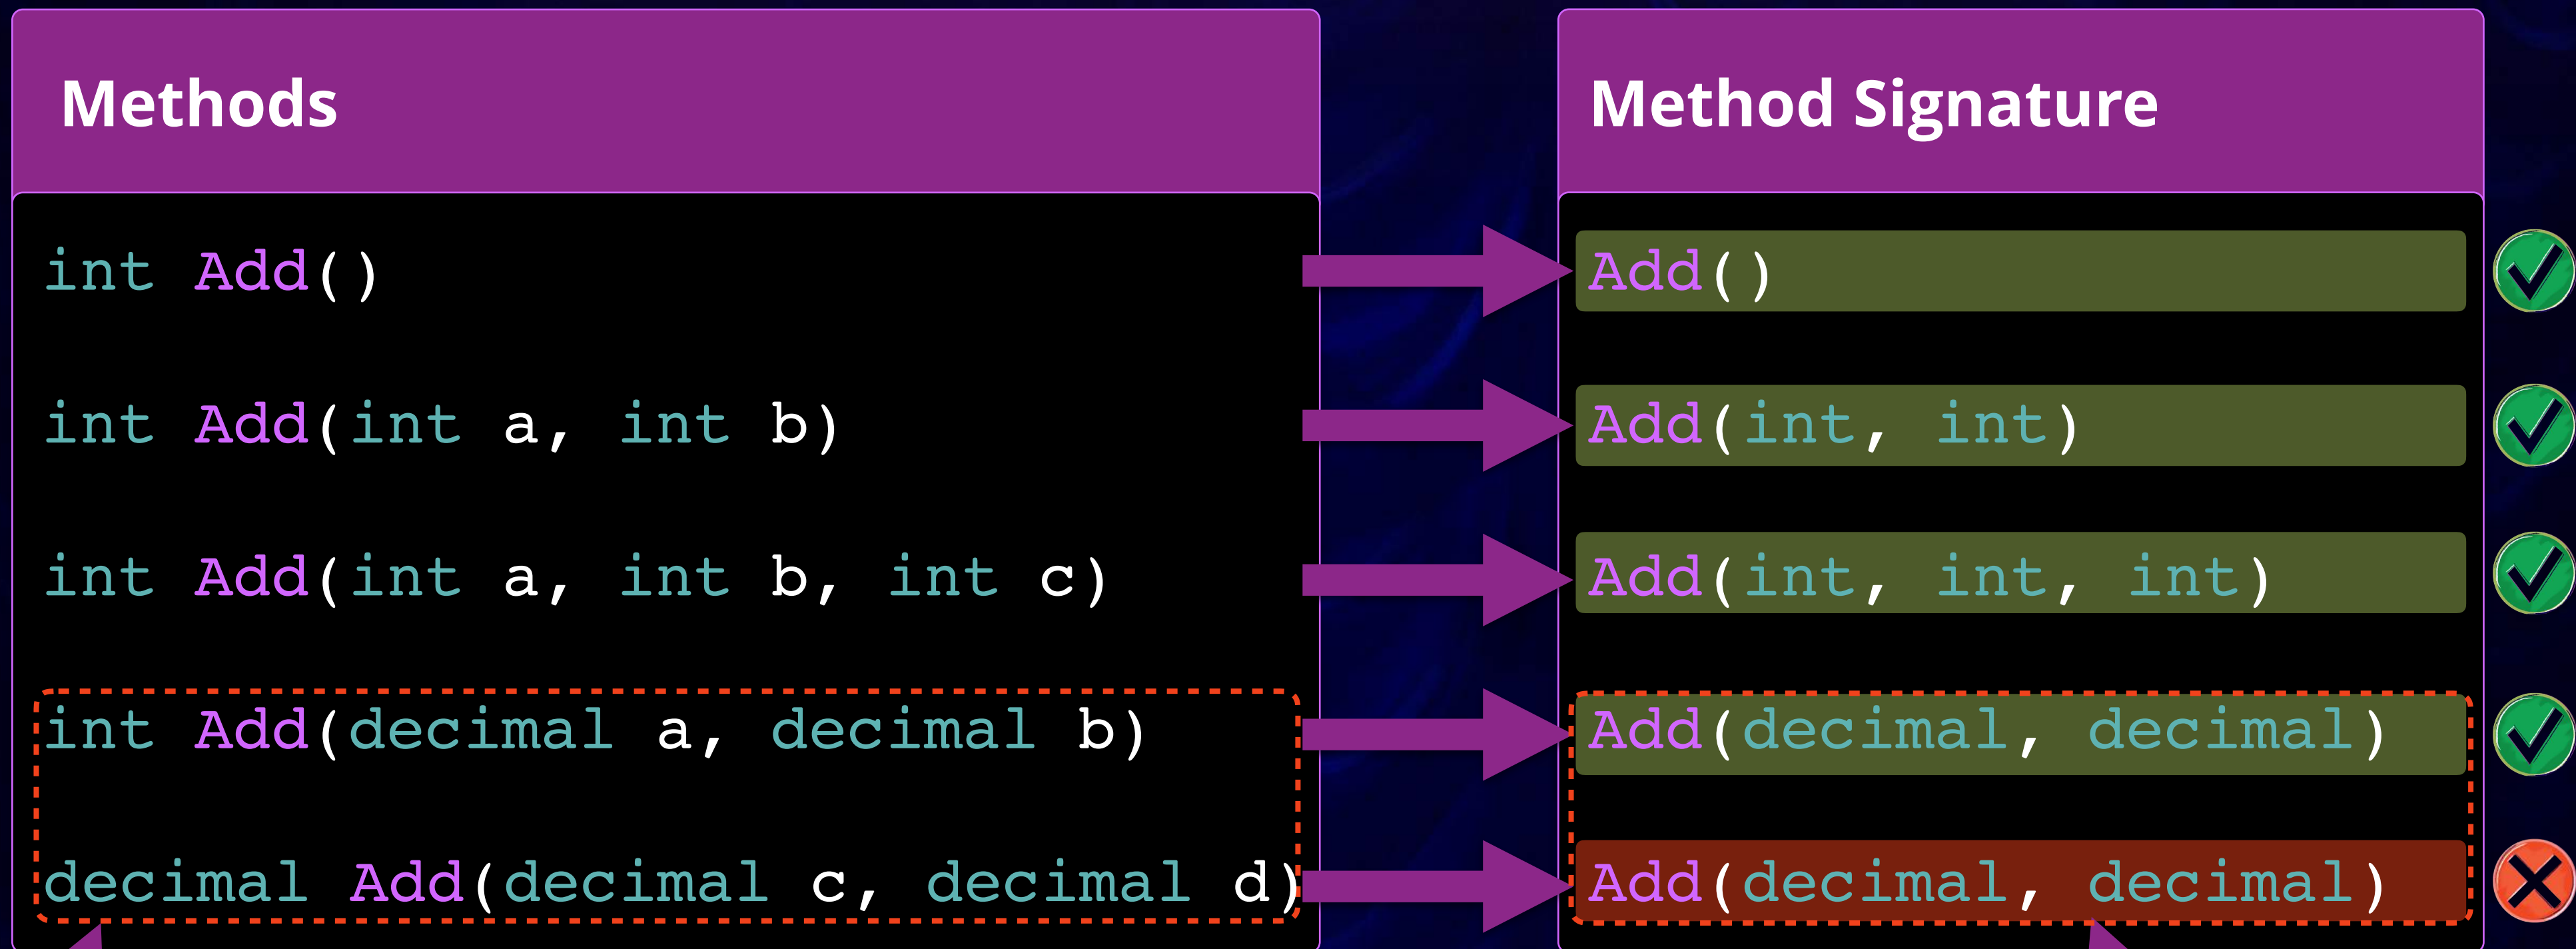 Methods
Method Signature
int Add()
Add()
int Add(int a, int b)
Add(int, int)
int Add(int a, int b, int c)
Add(int, int, int)
int Add(decimal a, decimal b)
Add(decimal, decimal)
decimal Add(decimal c, decimal d)
Add(decimal, decimal)